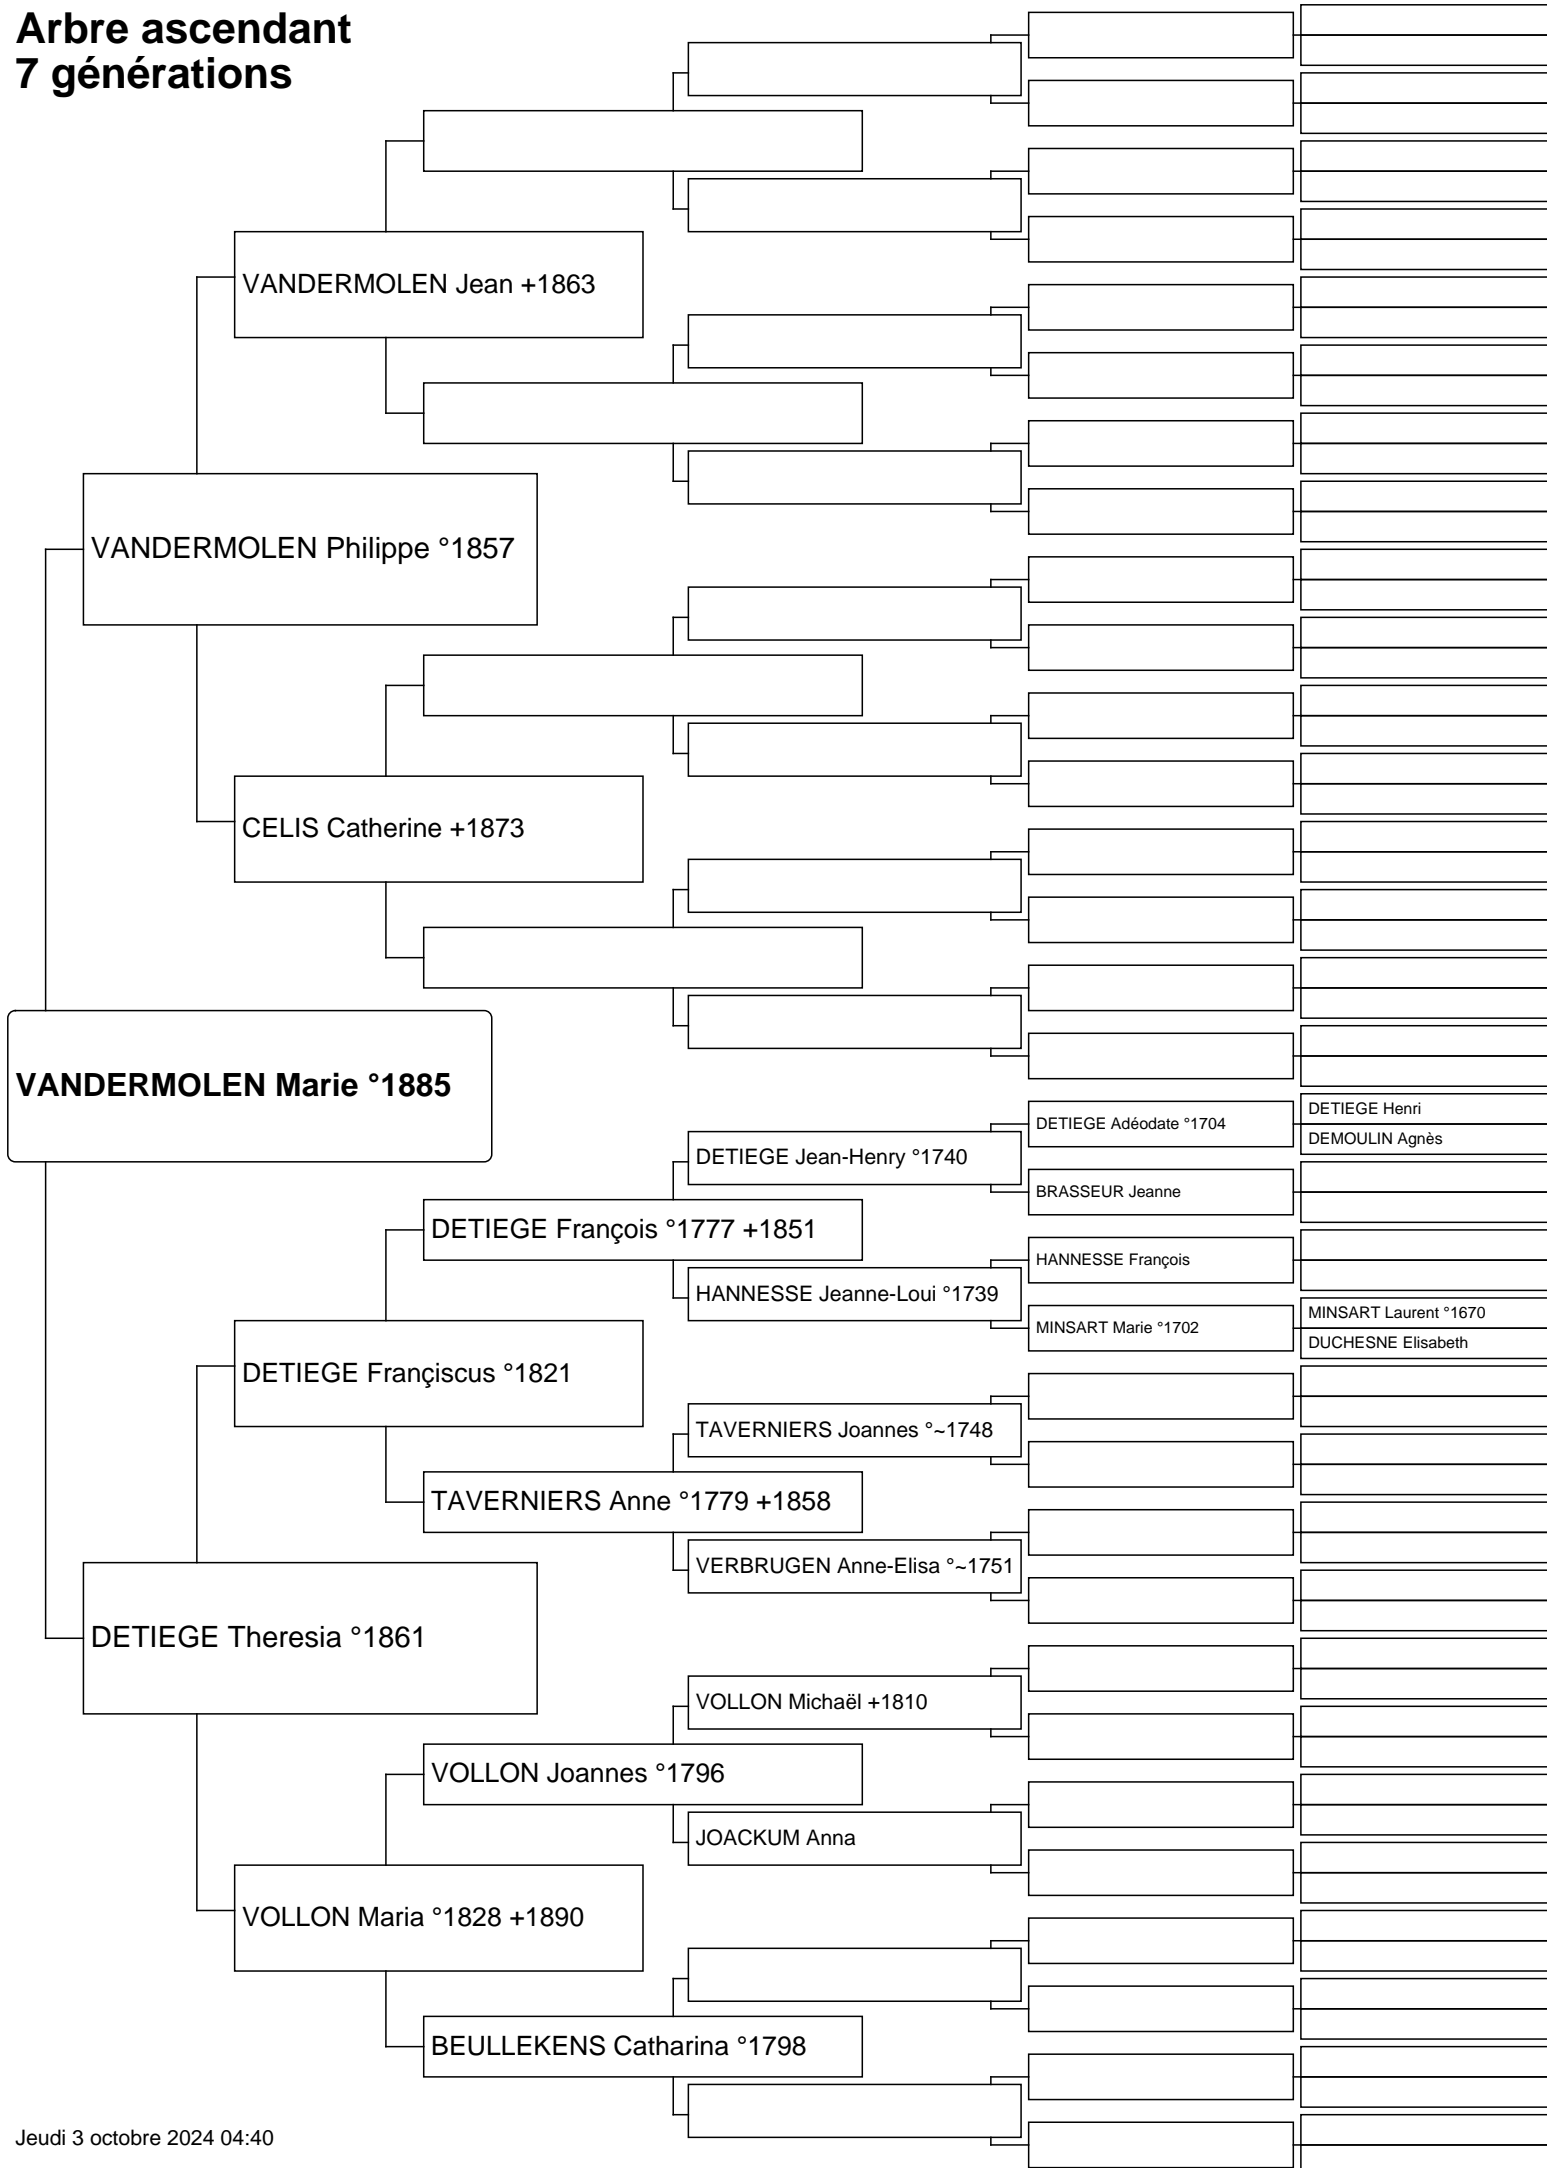 Arbre ascendant
7 générations
VANDERMOLEN Jean +1863
VANDERMOLEN Philippe °1857
CELIS Catherine +1873
VANDERMOLEN Marie °1885
DETIEGE Henri
DETIEGE Adéodate °1704
DEMOULIN Agnès
DETIEGE Jean-Henry °1740
BRASSEUR Jeanne
DETIEGE François °1777 +1851
HANNESSE François
HANNESSE Jeanne-Loui °1739
MINSART Laurent °1670
MINSART Marie °1702
DUCHESNE Elisabeth
DETIEGE Françiscus °1821
TAVERNIERS Joannes °~1748
TAVERNIERS Anne °1779 +1858
VERBRUGEN Anne-Elisa °~1751
DETIEGE Theresia °1861
VOLLON Michaël +1810
VOLLON Joannes °1796
JOACKUM Anna
VOLLON Maria °1828 +1890
BEULLEKENS Catharina °1798
Jeudi 3 octobre 2024 04:40